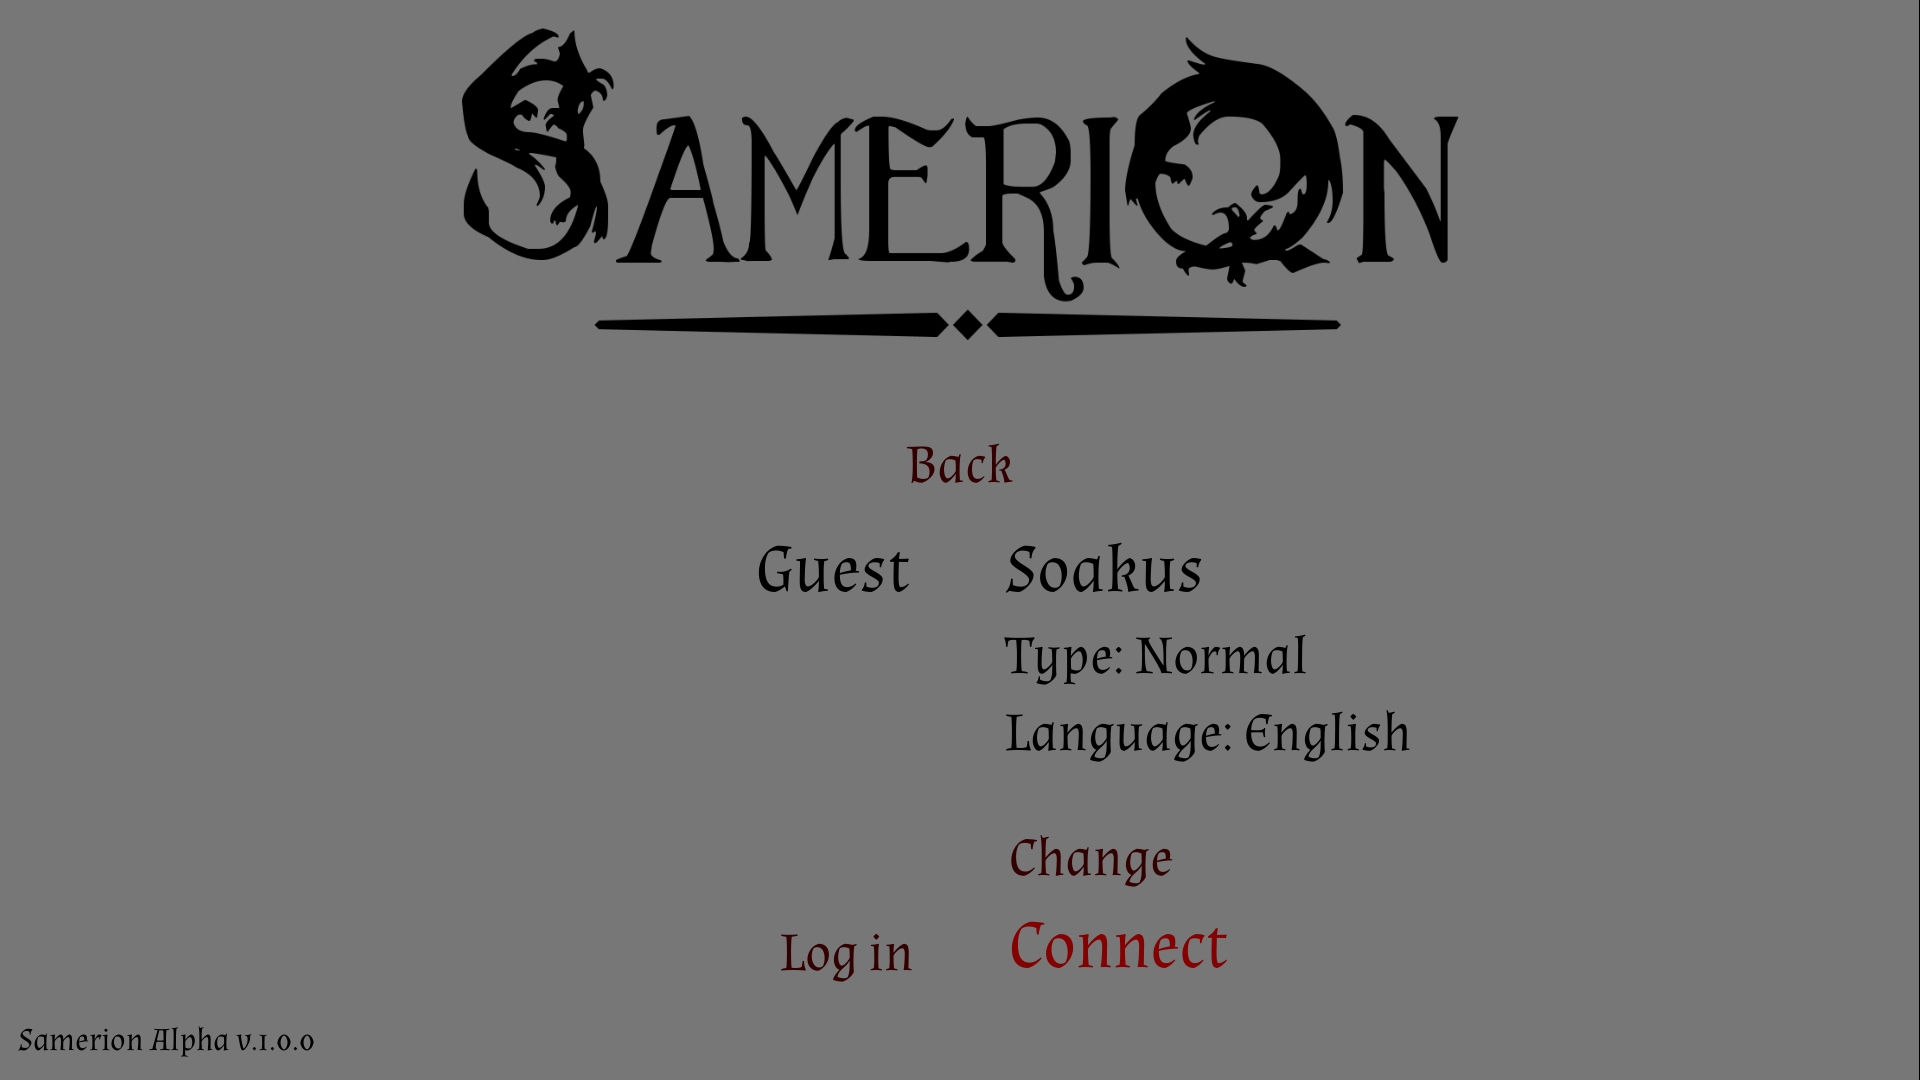 SAMERION
Back
Guest
Soakus
Type: Normal
Language: English
Change
Log in
Connect
Samerion Alpha v.1.0.0